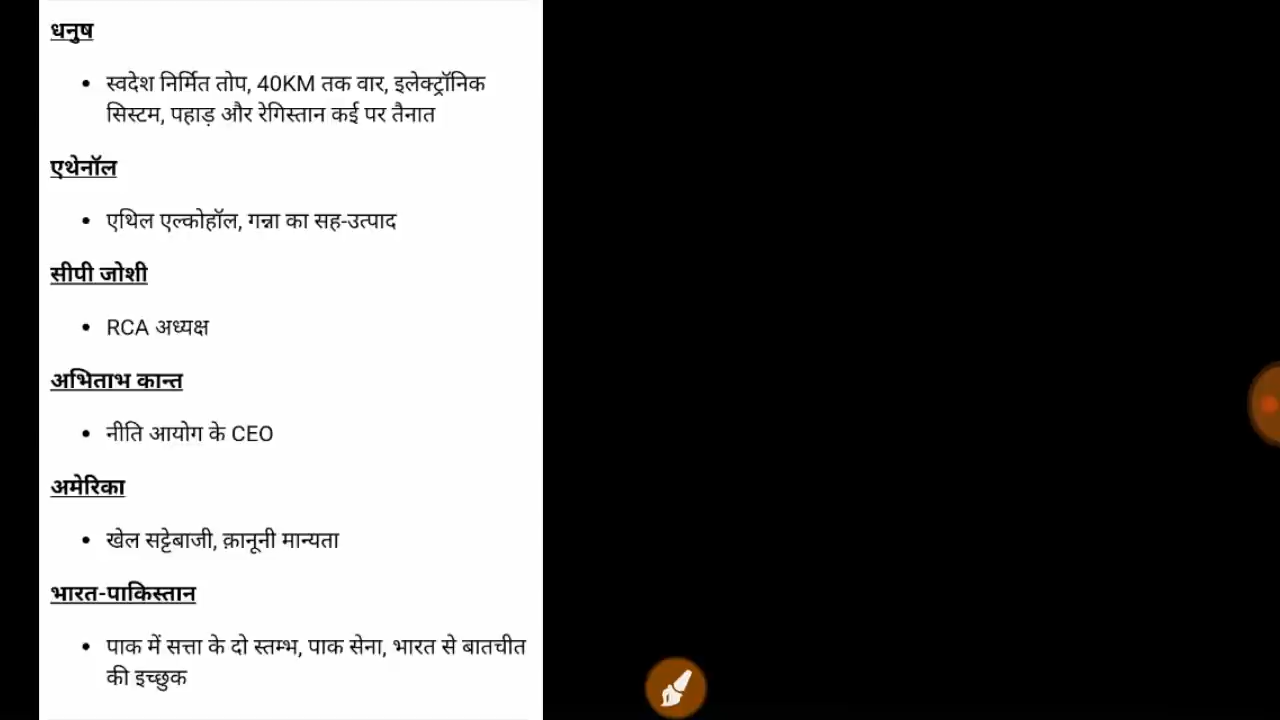 धनुष
• स्वदेश निर्मित तोप, 40KM तक वार, इलेक्ट्रॉनिक
सिस्टम, पहाड़ और रेगिस्तान कई पर तैनात
एथेनॉल
• एथिल एल्कोहॉल, गन्ना का सह-उत्पाद
सीपी जोशी
• RCA अध्यक्ष
अभिताभ कान्त
• नीति आयोग के CEO
अमेरिका
• खेल सट्टेबाजी, क़ानूनी मान्यता
भारत-पाकिस्तान
• पाक में सत्ता के दो स्तम्भ, पाक सेना, भारत से बातचीत
की इच्छुक